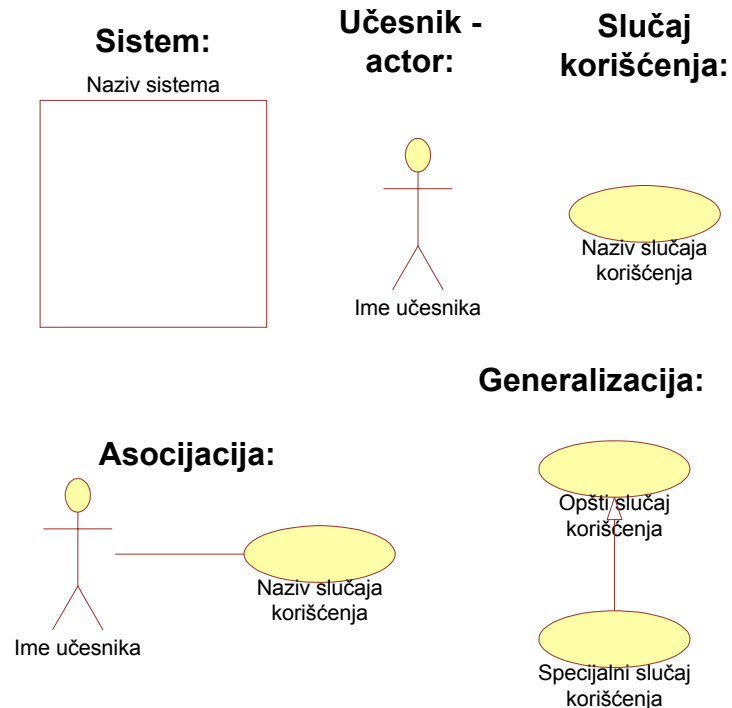 Sistem:
Naziv sistema
Učesnik -
actor:
Ime učesnika
Slučaj
korišćenja:
Naziv slučaja
korišćenja
Asocijacija:
Ime učesnika
Naziv slučaja
korišćenja
Generalizacija:
Opšti slučaj
korišćenja
Specijalni slučaj
korišćenja